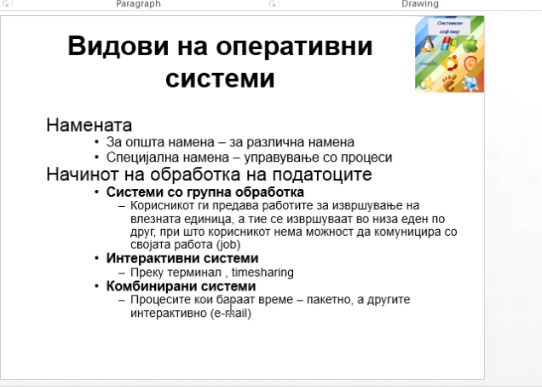 Paragraph
Drawing
Видови на оперативни
системи
Системски
софтвер
Намената
• За општа намена – за различна намена
• Специјална намена – управување со процеси
Начинот на обработка на податоците
• Системи со групна обработка
– Корисникот ги предава работите за извршување на
влезната единица, а тие се извршуваат во низа еден по
друг, при што корисникот нема можност да комуницира со
својата работа (job)
• Интерактивни системи
– Преку терминал , timesharing
• Комбинирани системи
– Процесите кои бараат време – пакетно, а другите
интерактивно (e-mail)